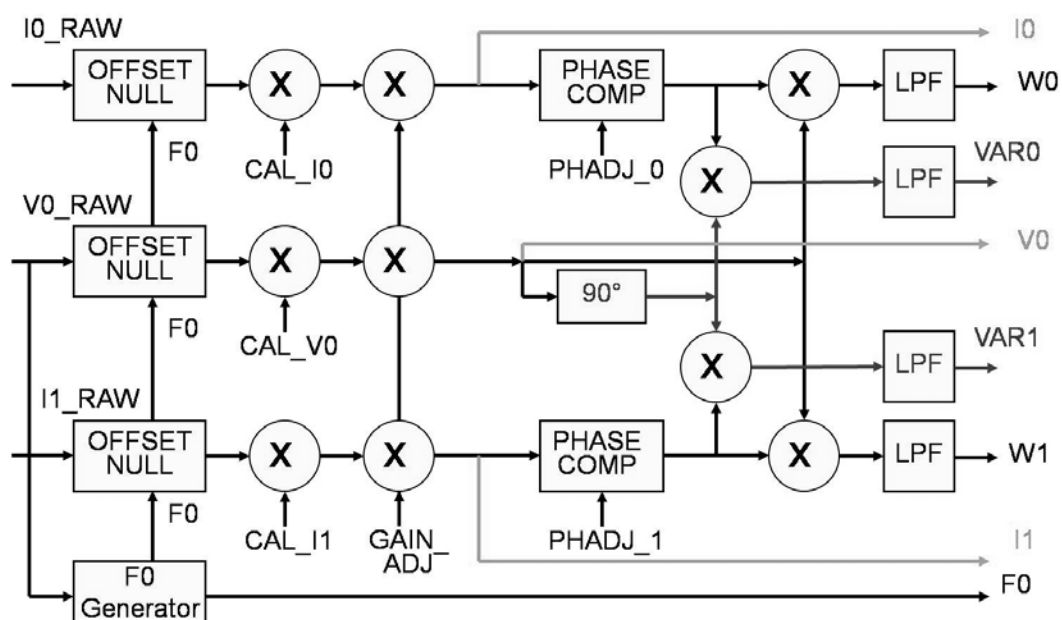 I0_RAW
OFFSET
NULL
X
X
PHASE
COMP
X
LPF
I0
W0
F0
CAL_I0
PHADJ_0
X
LPF
VAR0
V0_RAW
OFFSET
NULL
X
X
90°
V0
F0
CAL_V0
X
LPF
VAR1
I1_RAW
OFFSET
NULL
X
X
PHASE
COMP
X
LPF
W1
F0
CAL_I1
GAIN_
ADJ
PHADJ_1
I1
F0
Generator
F0